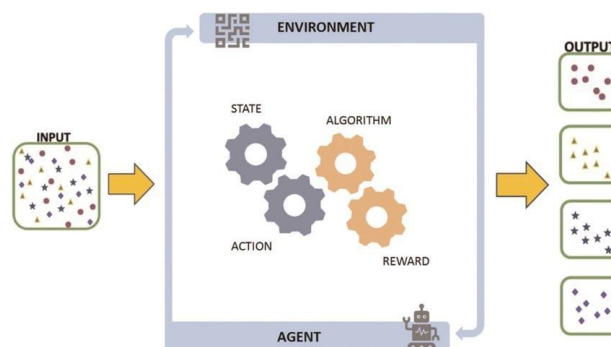 ENVIRONMENT
OUTPUT
STATE
ALGORITHM
INPUT
ACTION
REWARD
AGENT